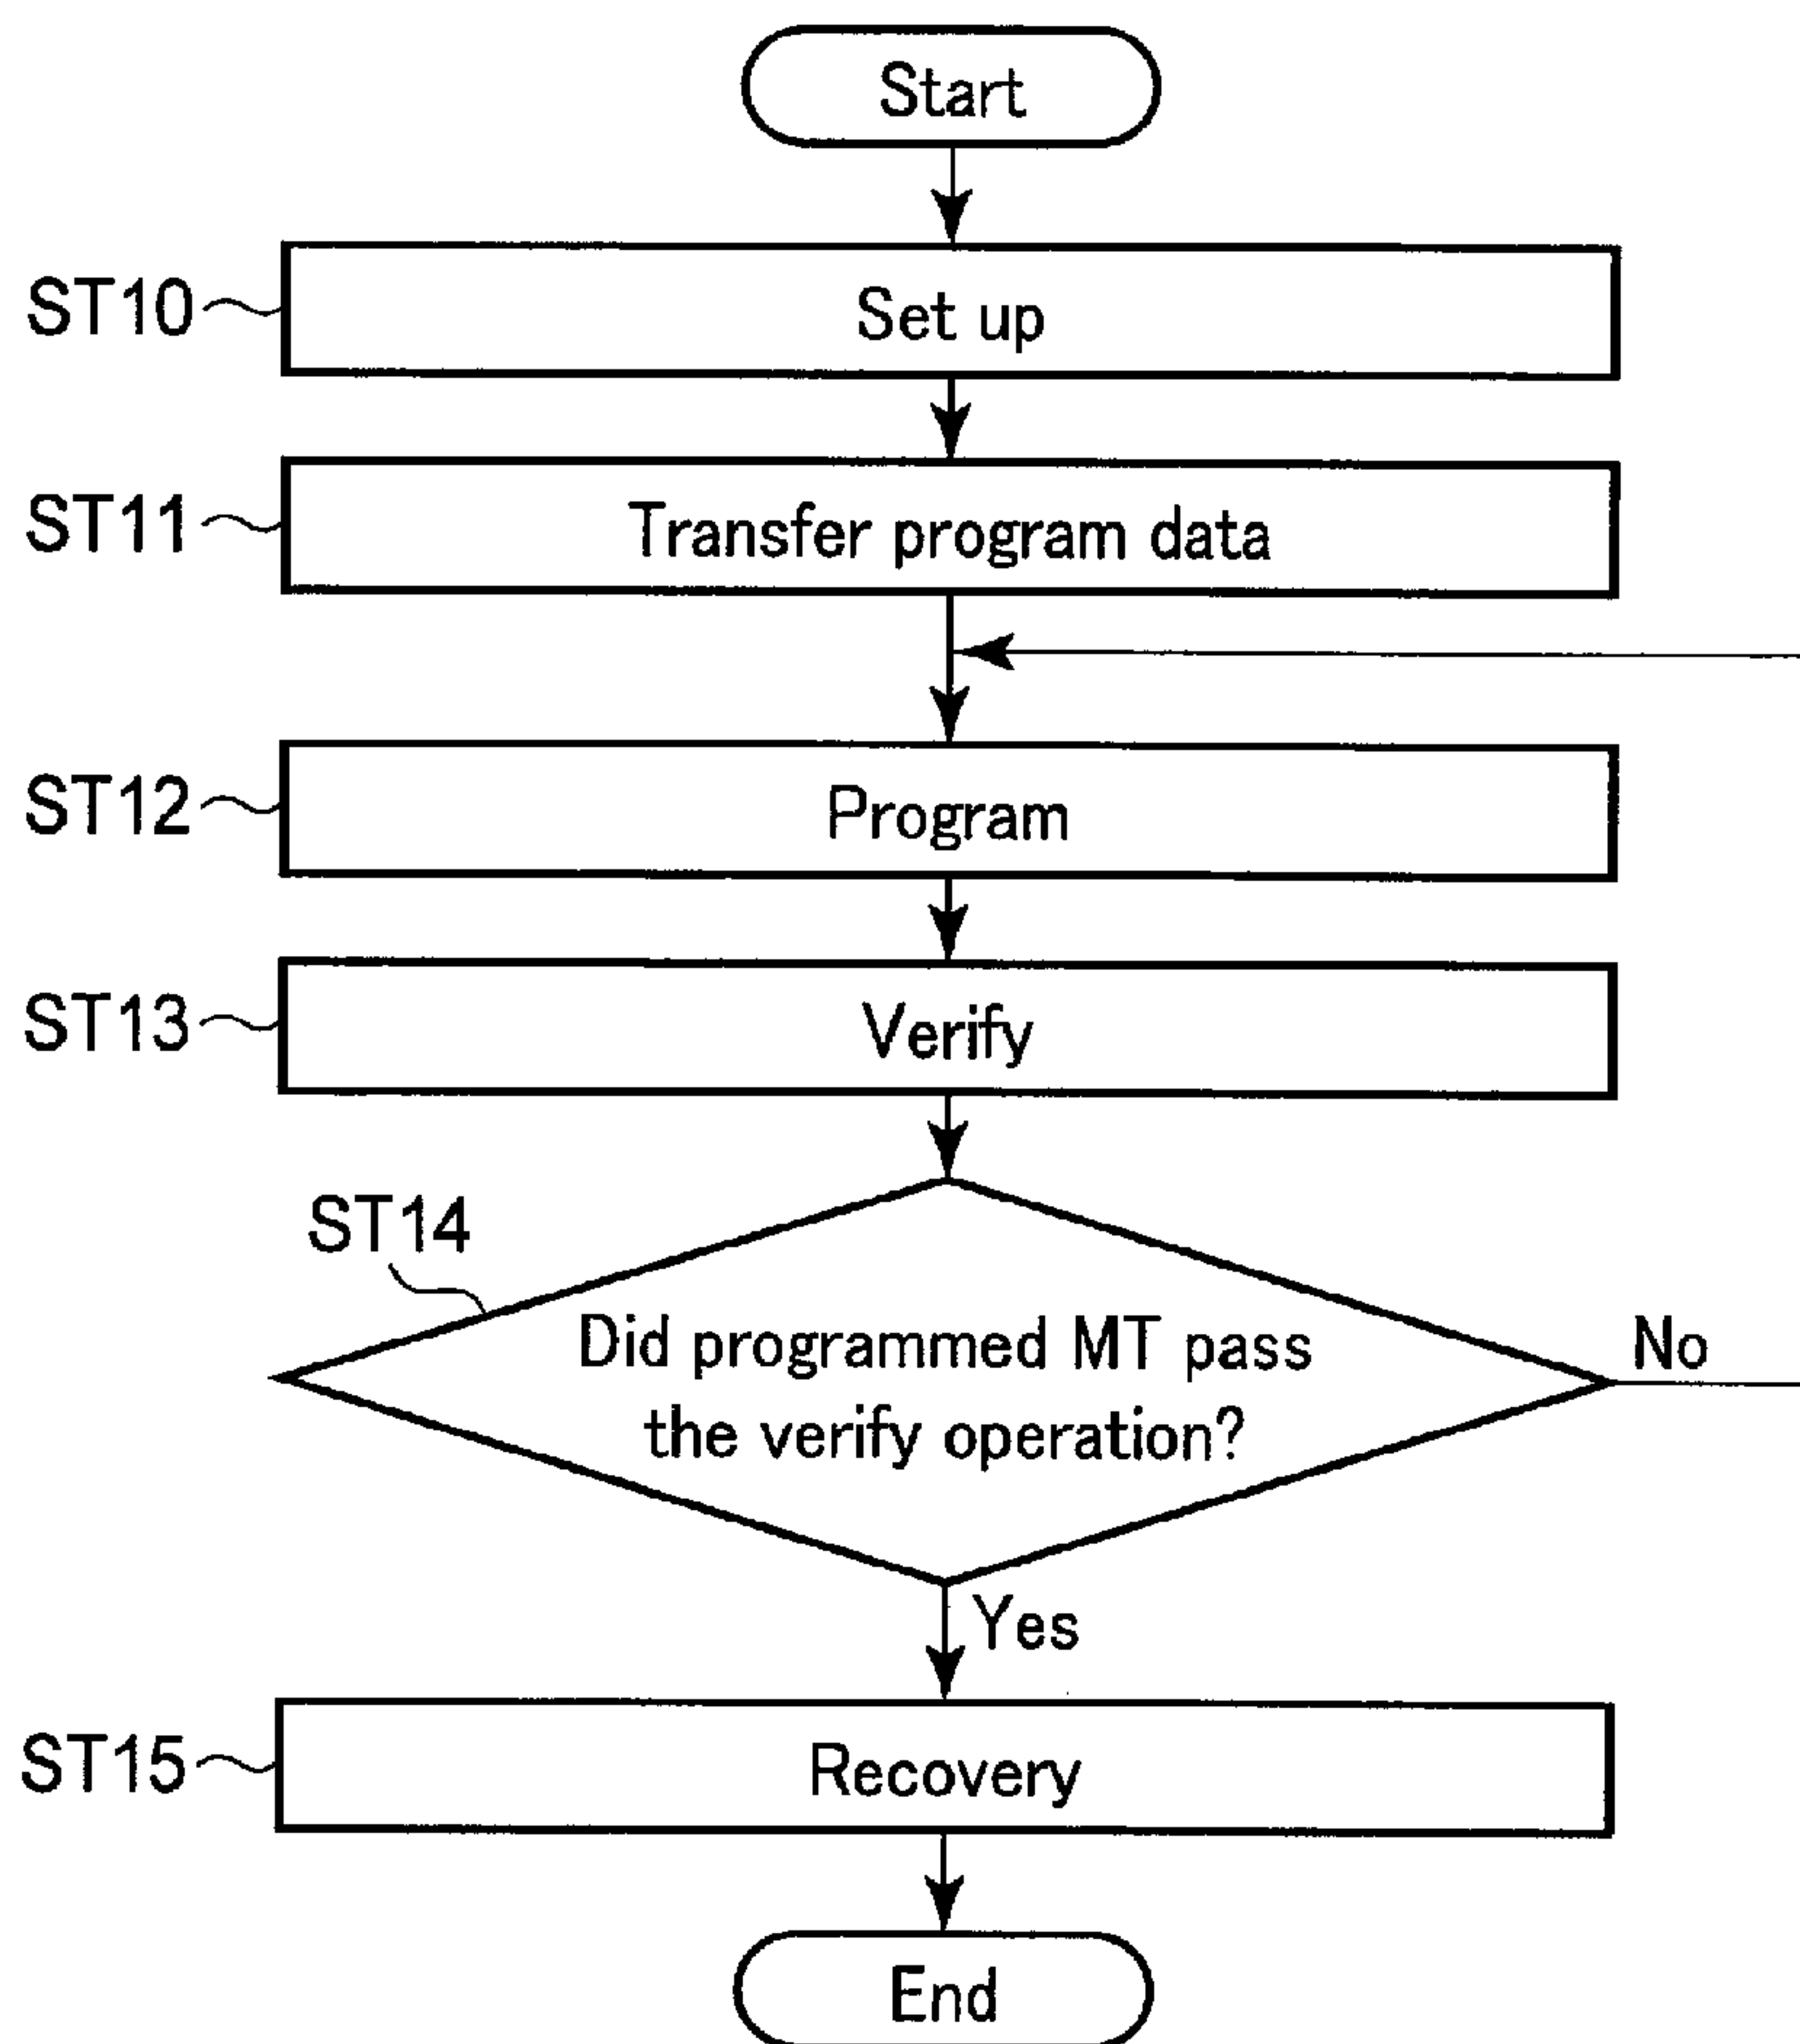 Start
ST10
Set up
ST11
Transfer program data
ST12
Program
ST13
Verify
ST14
Did programmed MT pass
the verify operation?
No
Yes
ST15
Recovery
End